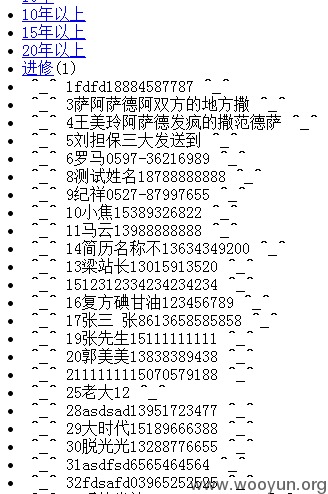 10年以上
15年以上
20年以上
进修(1)
^_^ 1fdfd18884587787 ^_^
^_^ 3萨阿萨德阿双方的地方撒 ^_^
^_^ 4王美玲阿萨德发疯的撒范德萨 ^_^
^_^ 5刘担保三大发送到 ^_^
^_^ 6罗马0597-36216989 ^_^
^_^ 8测试姓名18788888888 ^_^
^_^ 9纪祥0527-87997655 ^_^
^_^ 10小焦15389326822 ^_^
^_^ 11马云13988888888 ^_^
^_^ 14简历名称不13634349200 ^_^
^_^ 13梁站长13015913520 ^_^
^_^ 1512312334234234234 ^_^
^_^ 16复方碘甘油123456789 ^_^
^_^ 17张三 张8613658585858 ^_^
^_^ 19张先生15111111111 ^_^
^_^ 20郭美美13838389438 ^_^
^_^ 21111111115070579188 ^_^
^_^ 25老大12 ^_^
^_^ 28asdsad13951723477 ^_^
^_^ 29大时代15189666388 ^_^
^_^ 30脱光光13288776655 ^_^
^_^ 31asdfsd6565464564 ^_^
^_^ 32fdsafd03965252525 ^_^
www.wooyun.org